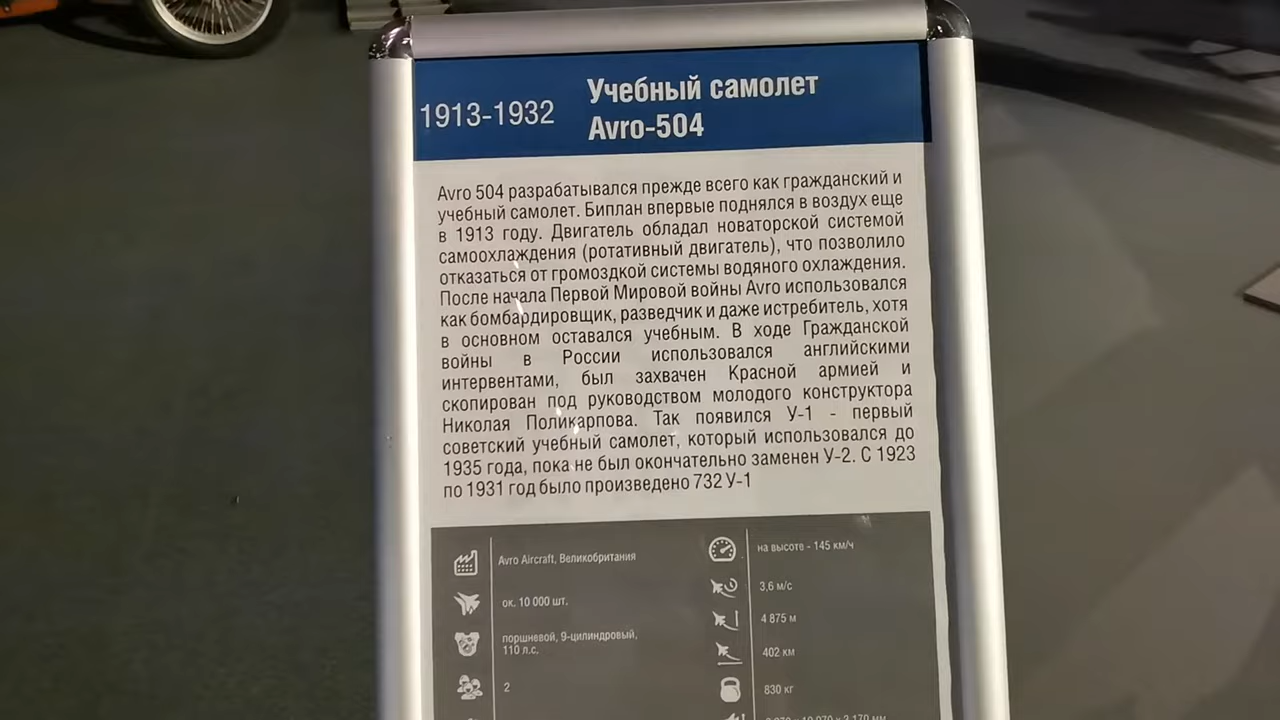 1913-1932
Учебный самолет
Avro-504
Avro 504 разрабатывался прежде всего как гражданский и
учебный самолет. Биплан впервые поднялся в воздух еще
в 1913 году. Двигатель обладал новаторской системой
самоохлаждения (ротативный двигатель), что позволило
отказаться от громоздкой системы водяного охлаждения.
После начала Первой Мировой войны Avro использовался
как бомбардировщик, разведчик и даже истребитель, хотя
в основном оставался учебным. В ходе Гражданской
войны в России использовался английскими
интервентами, был захвачен Красной армией и
скопирован под руководством молодого конструктора
Николая Поликарпова. Так появился У-1 - первый
советский учебный самолет, который использовался до
1935 года, пока не был окончательно заменен У-2. С 1923
по 1931 год было произведено 732 У-1
Avro Aircraft, Великобритания
ок. 10 000 шт.
поршневой, 9-цилиндровый,
110 л.с.
2
на высоте - 145 км/ч
3,6 м/с
4 875 м
402 км
830 кг